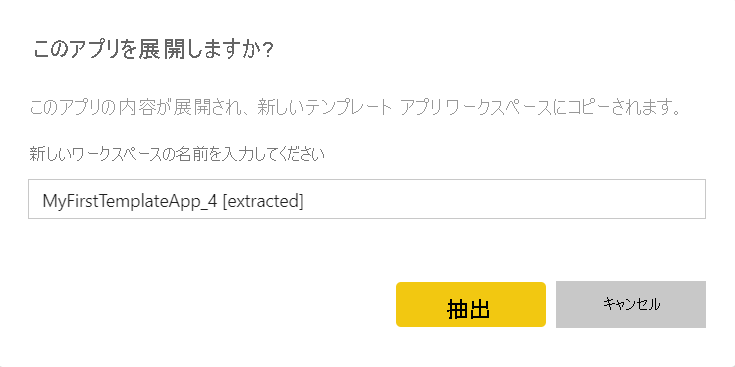 このアプリを展開しますか?
このアプリの内容が展開され、新しいテンプレート アプリワークスペースにコピーされます。
新しいワークスペースの名前を入力してください
MyFirstTemplateApp_4 [extracted]
抽出
キャンセル